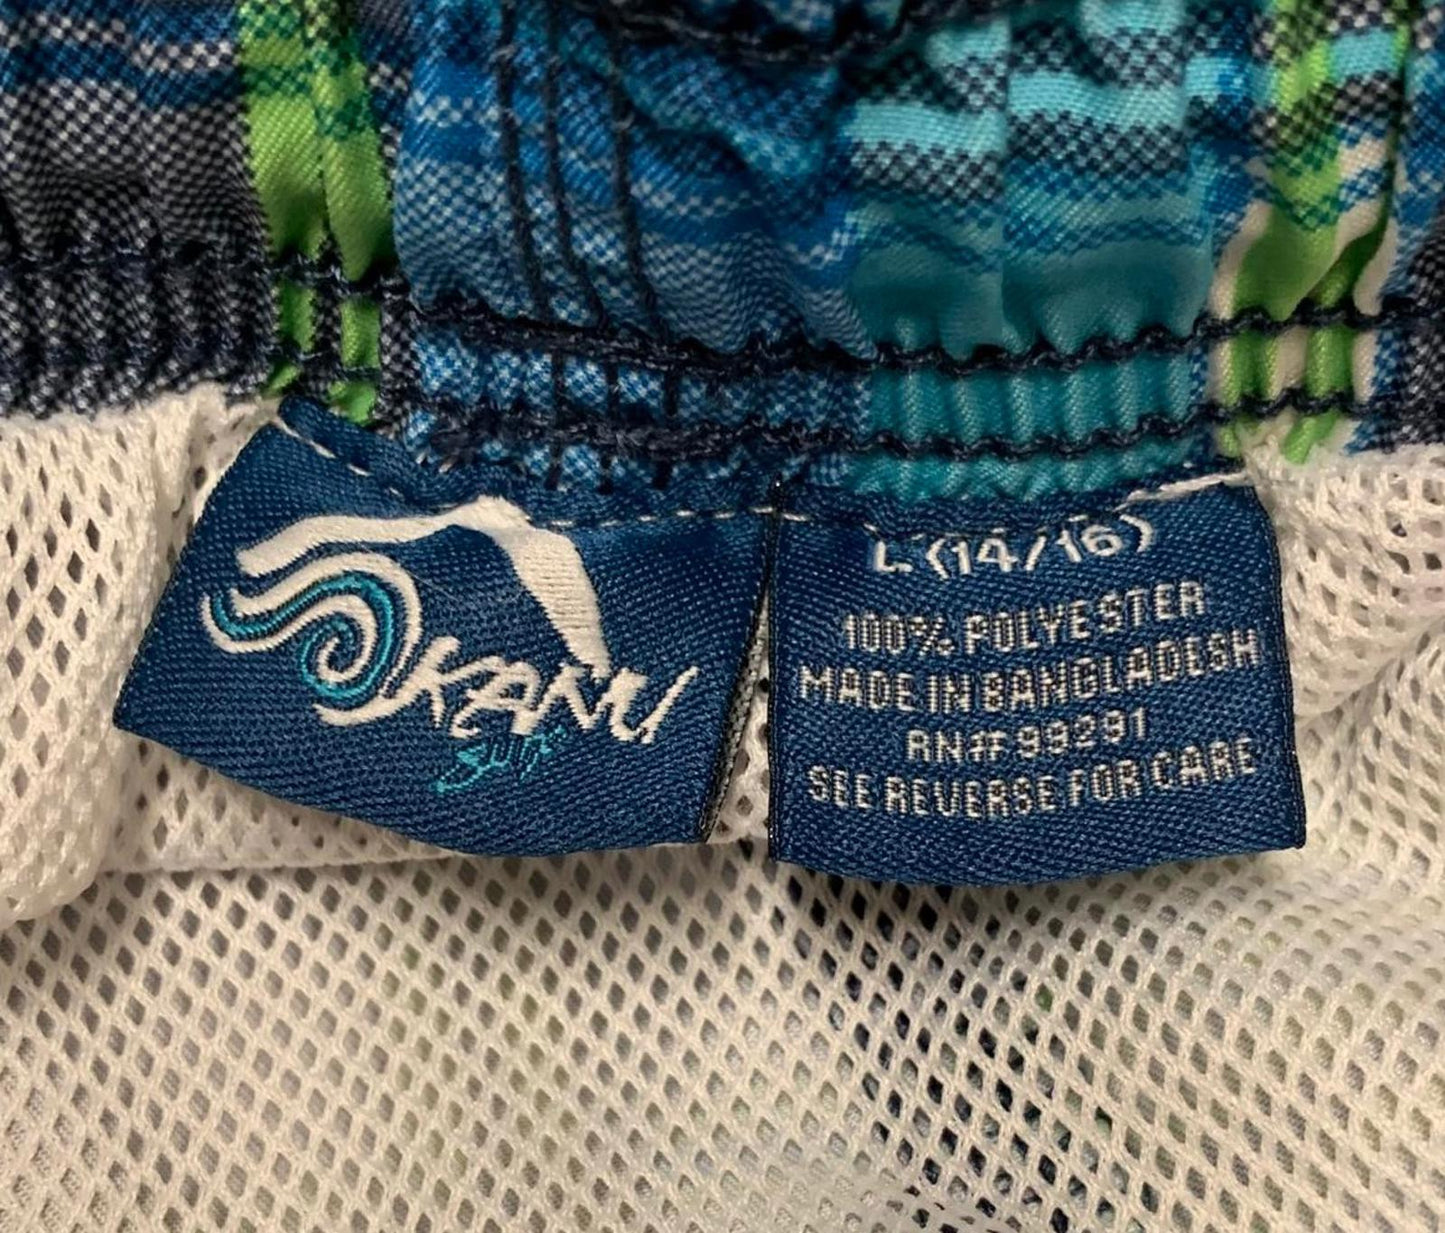 KANU
Surf
L (14/16)
100% POLYESTER
MADE IN BANGLADESH
RN# 99291
SEE REVERSE FOR CARE